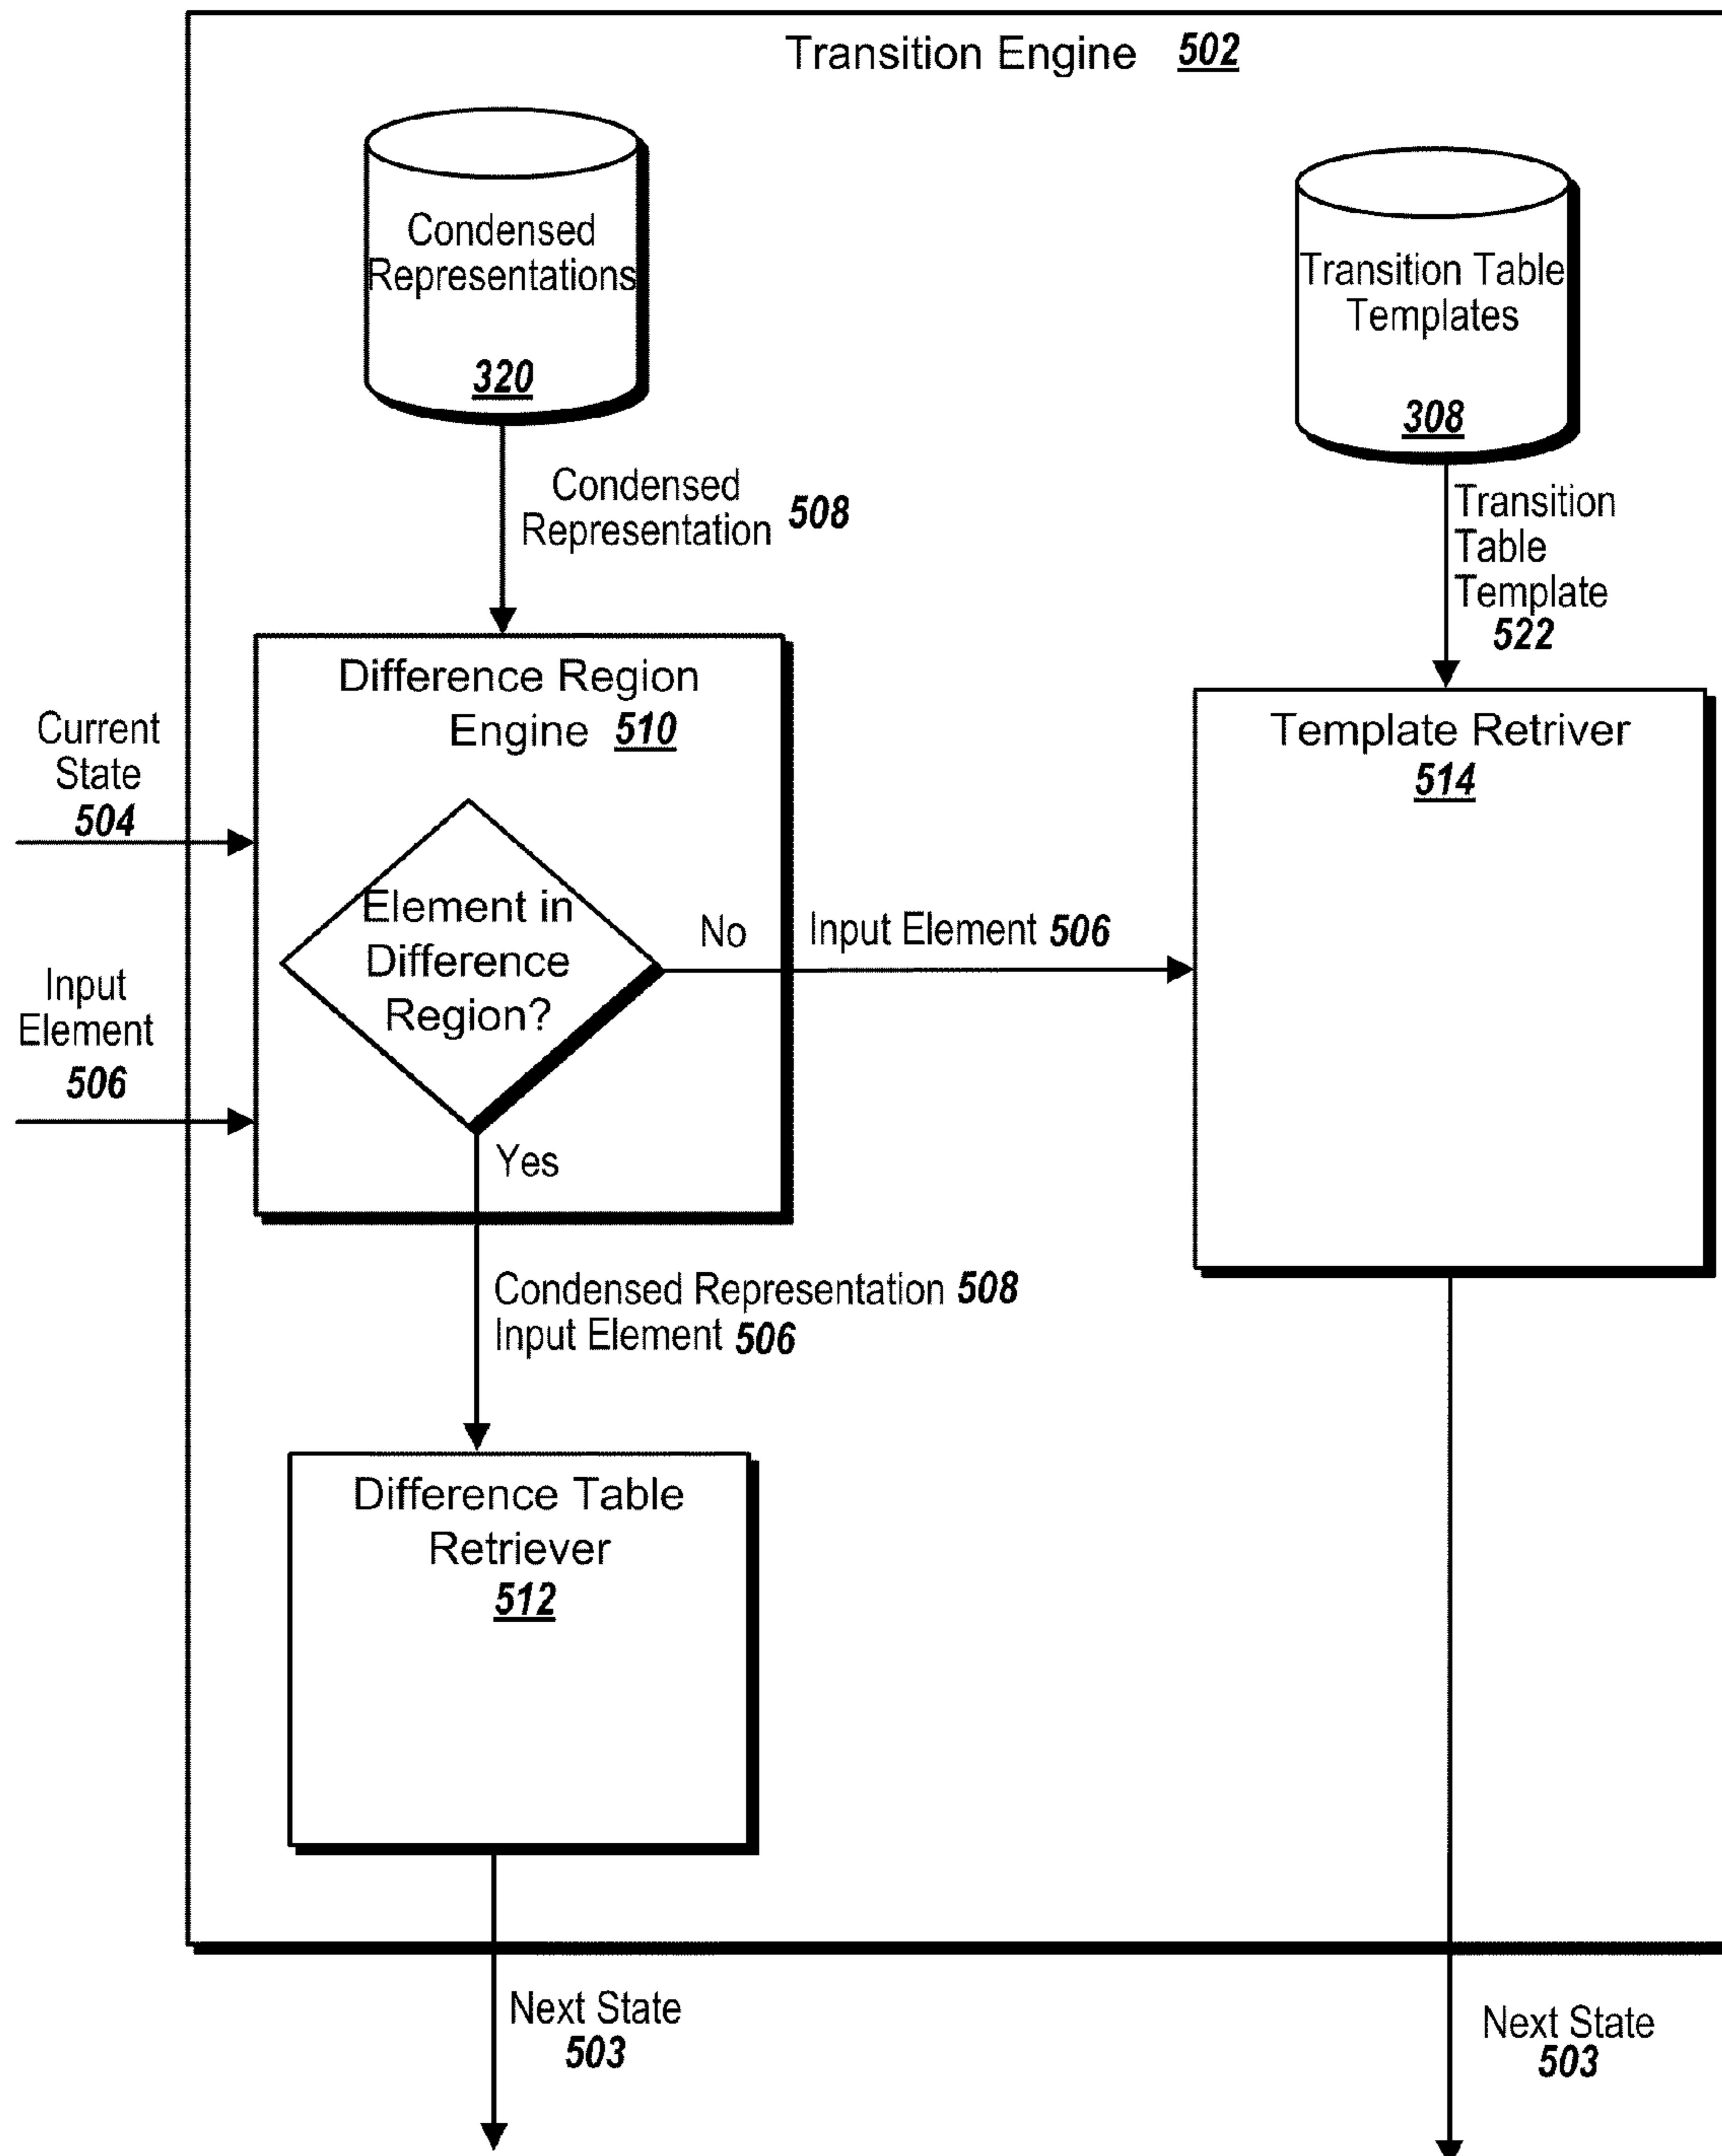 Transition Engine 502
Condensed
Representations
320
Transition Table
Templates
308
Condensed
Representation 508
Transition
Table
Template
522
Difference Region
Engine 510
Template Retriver
514
Current
State
504
Element in
Difference
Region?
No
Input Element 506
Input
Element
506
Yes
Condensed Representation 508
Input Element 506
Difference Table
Retriever
512
Next State
503
Next State
503